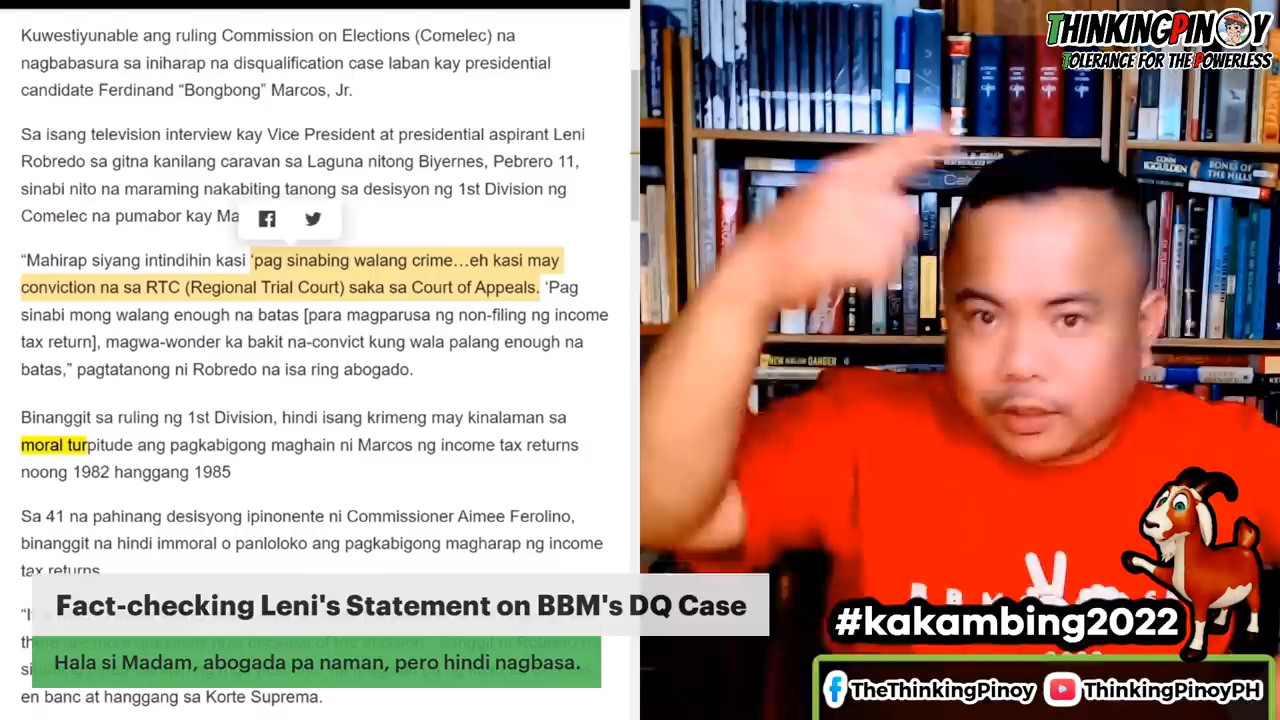 Kuwestiyunable ang ruling Commission on Elections (Comelec) na
nagbabasura sa iniharap na disqualification case laban kay presidential
candidate Ferdinand “Bongbong” Marcos, Jr.
Sa isang television interview kay Vice President at presidential aspirant Leni
Robredo sa gitna kanilang caravan sa Laguna nitong Biyernes, Pebrero 11,
sinabi nito na maraming nakabiting tanong sa desisyon ng 1st Division ng
Comelec na pumabor kay Ma
“Mahirap siyang intindihin kasi ‘pag sinabing walang crime…eh kasi may
conviction na sa RTC (Regional Trial Court) saka sa Court of Appeals. ‘Pag
sinabi mong walang enough na batas [para magparusa ng non-filing ng income
tax return], magwa-wonder ka bakit na-convict kung wala palang enough na
batas,” pagtatanong ni Robredo na isa ring abogado.
Binanggit sa ruling ng 1st Division, hindi isang krimeng may kinalaman sa
moral turpitude ang pagkabigong maghain ni Marcos ng income tax returns
noong 1982 hanggang 1985
Sa 41 na pahinang desisyong ipinonente ni Commissioner Aimee Ferolino,
binanggit na hindi immoral o panloloko ang pagkabigong magharap ng income
tax returns.
en banc at hanggang sa Korte Suprema.
Fact-checking Leni's Statement on BBM's DQ Case
Hala si Madam, abogada pa naman, pero hindi nagbasa.
THINKINGPINOY
TOLERANCE FOR THE POWERLESS
CONN IGGULDEN
BONES OF THE HILLS
#kakambing2022
TheThinkingPinoy
ThinkingPinoyPH